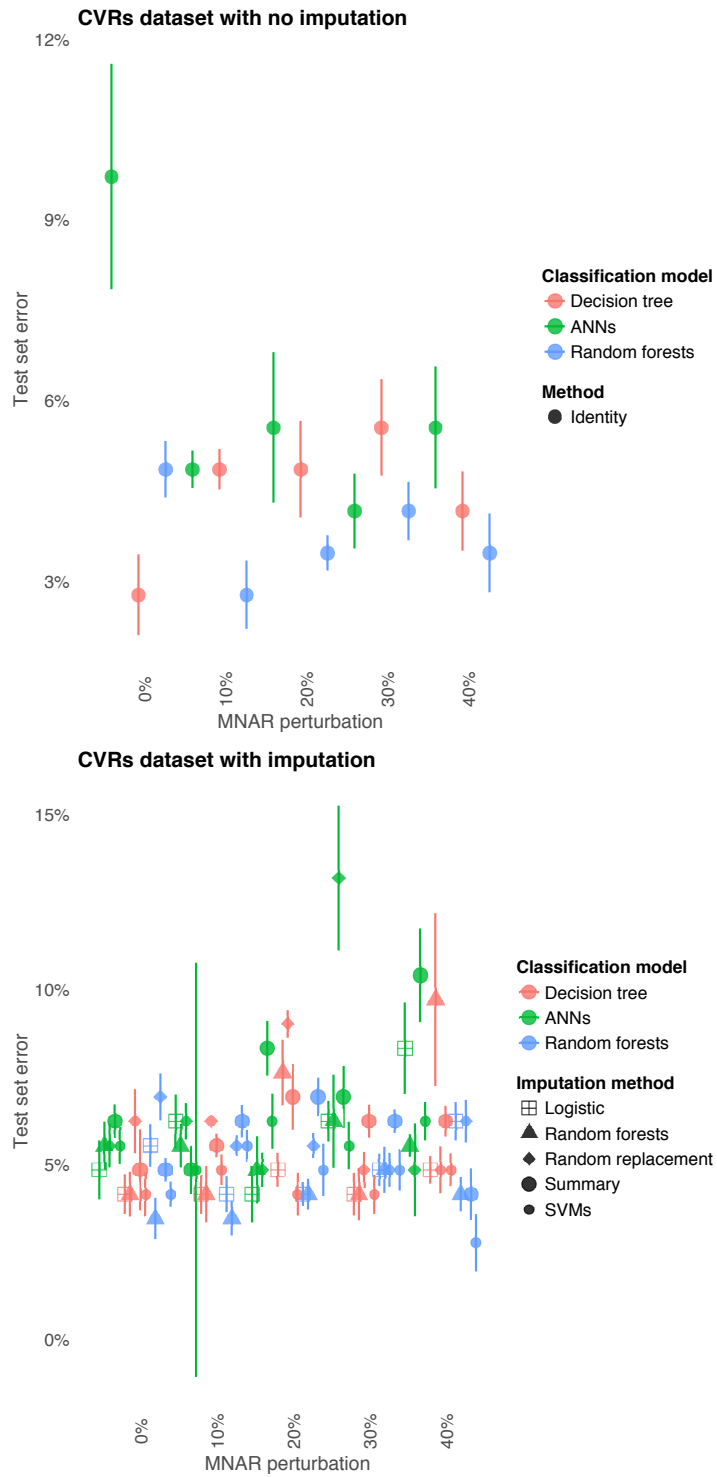 CVRs dataset with no imputation
12%
9%
6%
3%
Test set error
0%
10%
20%
30%
40%
MNAR perturbation
Classification model
Decision tree
ANNs
Random forests
Method
Identity
CVRs dataset with imputation
15%
10%
5%
0%
Test set error
0%
10%
20%
30%
40%
MNAR perturbation
Classification model
Decision tree
ANNs
Random forests
Imputation method
Logistic
Random forests
Random replacement
Summary
SVMs